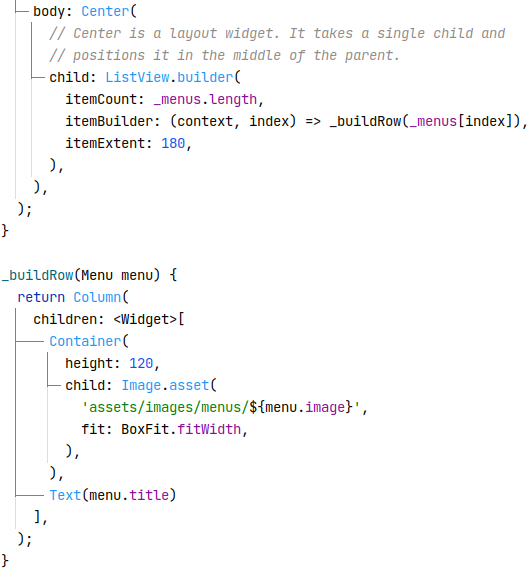 body: Center(
// Center is a layout widget. It takes a single child and
// positions it in the middle of the parent.
child: ListView.builder(
itemCount: _menus.length,
itemBuilder: (context, index) => _buildRow(_menus[index]),
itemExtent: 180,
),
),
);
}
_buildRow(Menu menu) {
return Column(
children: <Widget>[
Container(
height: 120,
child: Image.asset(
'assets/images/menus/${menu.image}',
fit: BoxFit.fitWidth,
),
),
Text(menu.title)
],
);
}